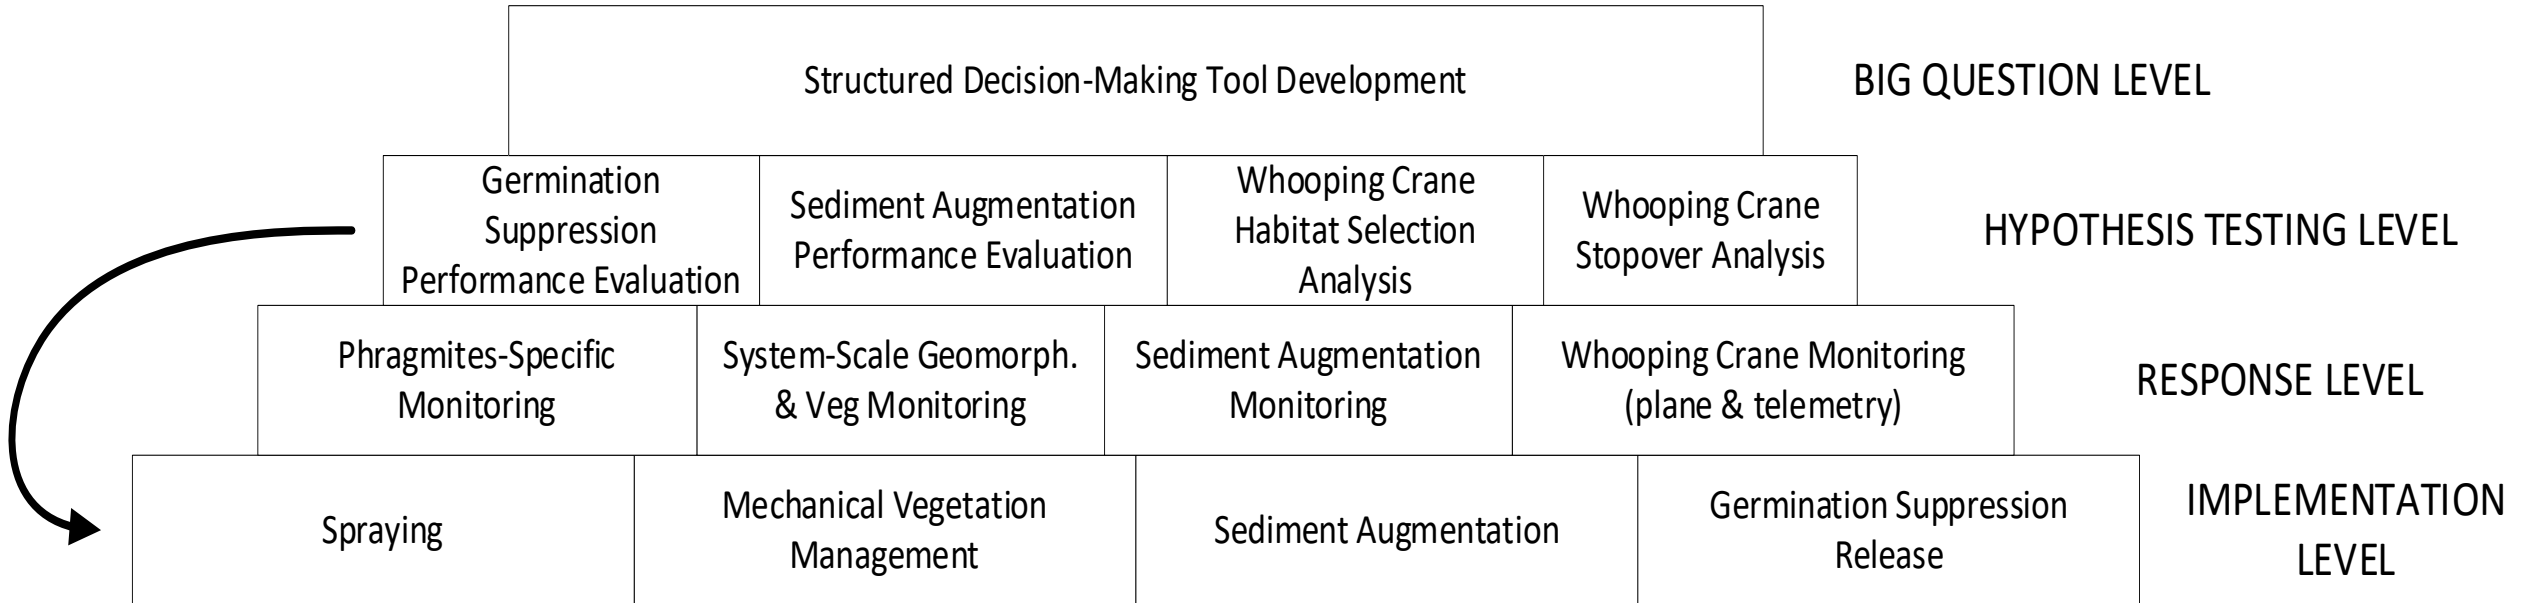 Structured Decision-Making Tool Development
BIG QUESTION LEVEL
Germination
Suppression
Performance Evaluation
Sediment Augmentation
Performance Evaluation
Whooping Crane
Habitat Selection
Analysis
Whooping Crane
Stopover Analysis
HYPOTHESIS TESTING LEVEL
Phragmites-Specific
Monitoring
System-Scale Geomorph.
& Veg Monitoring
Sediment Augmentation
Monitoring
Whooping Crane Monitoring
(plane & telemetry)
RESPONSE LEVEL
Spraying
Mechanical Vegetation
Management
Sediment Augmentation
Germination Suppression
Release
IMPLEMENTATION
LEVEL